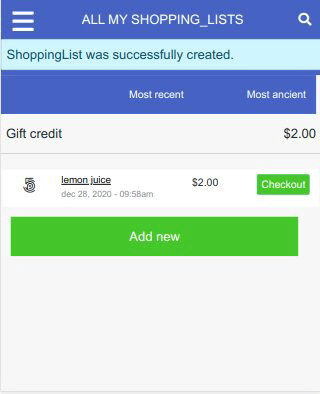 ALL MY SHOPPING_LISTS
ShoppingList was successfully created.
Most recent Most ancient
Gift credit $2.00
lemon juice $2.00 Checkout
dec 28, 2020 - 09:58am
Add new